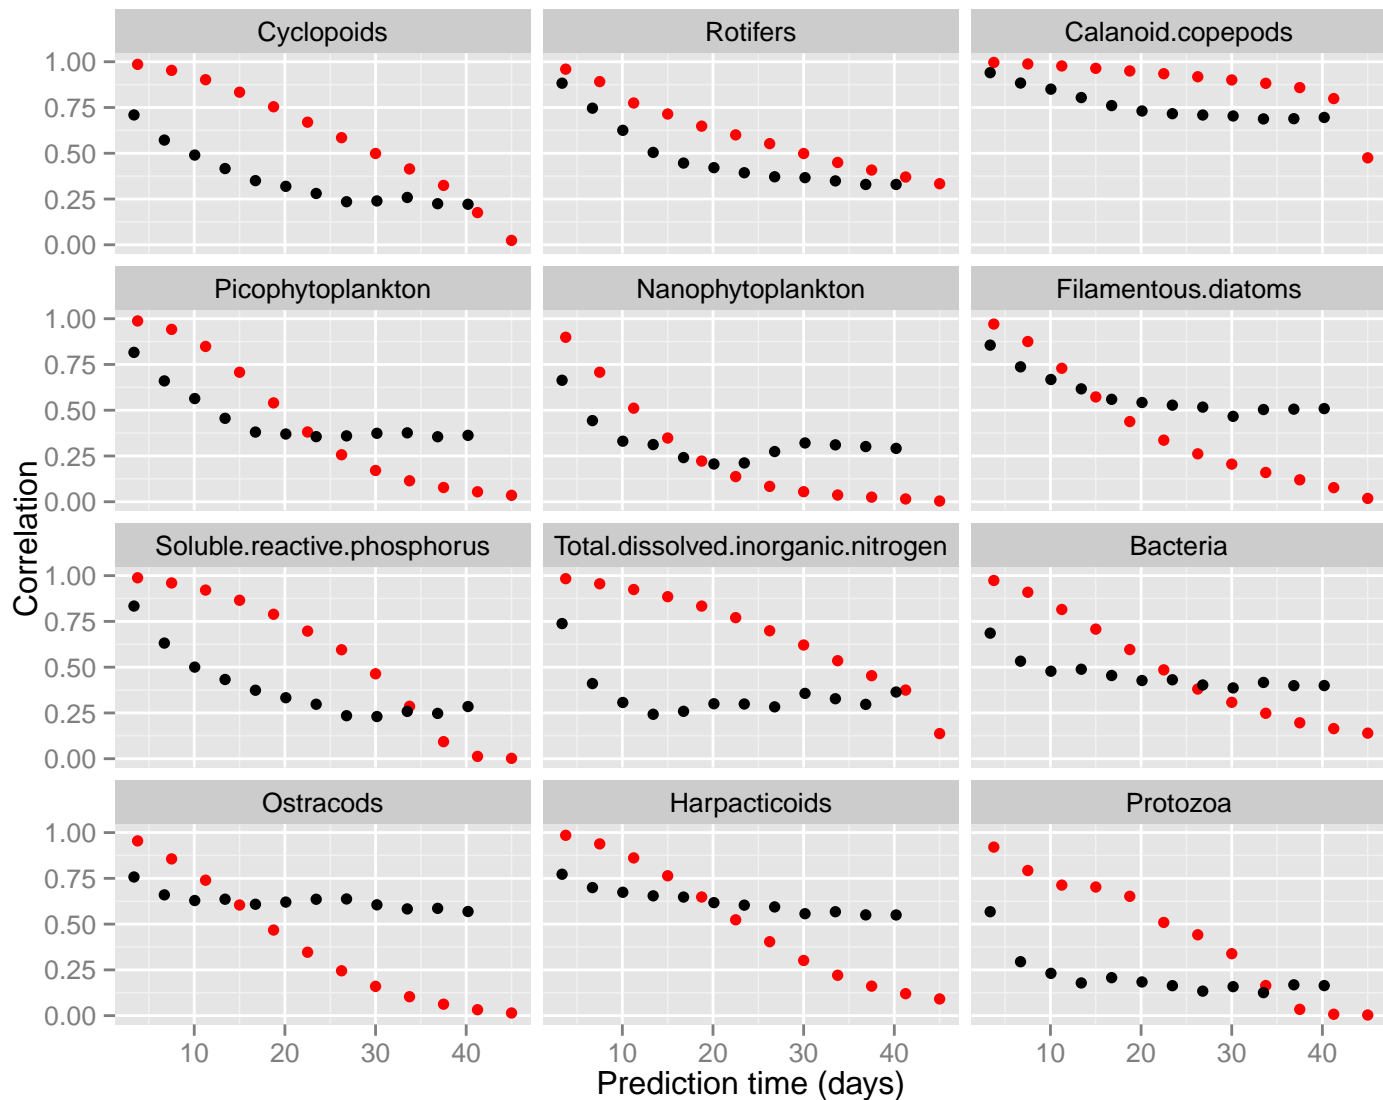 Cyclopoids Rotifers Calanoid.copepods
1.00
0.75
0.50
0.25
0.00
Picophytoplankton Nanophytoplankton Filamentous.diatoms
1.00
0.75
0.50
0.25
0.00
Correlation
Soluble.reactive.phosphorus Total.dissolved.inorganic.nitrogen Bacteria
1.00
0.75
0.50
0.25
0.00
Ostracods Harpacticoids Protozoa
1.00
0.75
0.50
0.25
0.00
10 20 30 40 10 20 30 40 10 20 30 40
Prediction time (days)